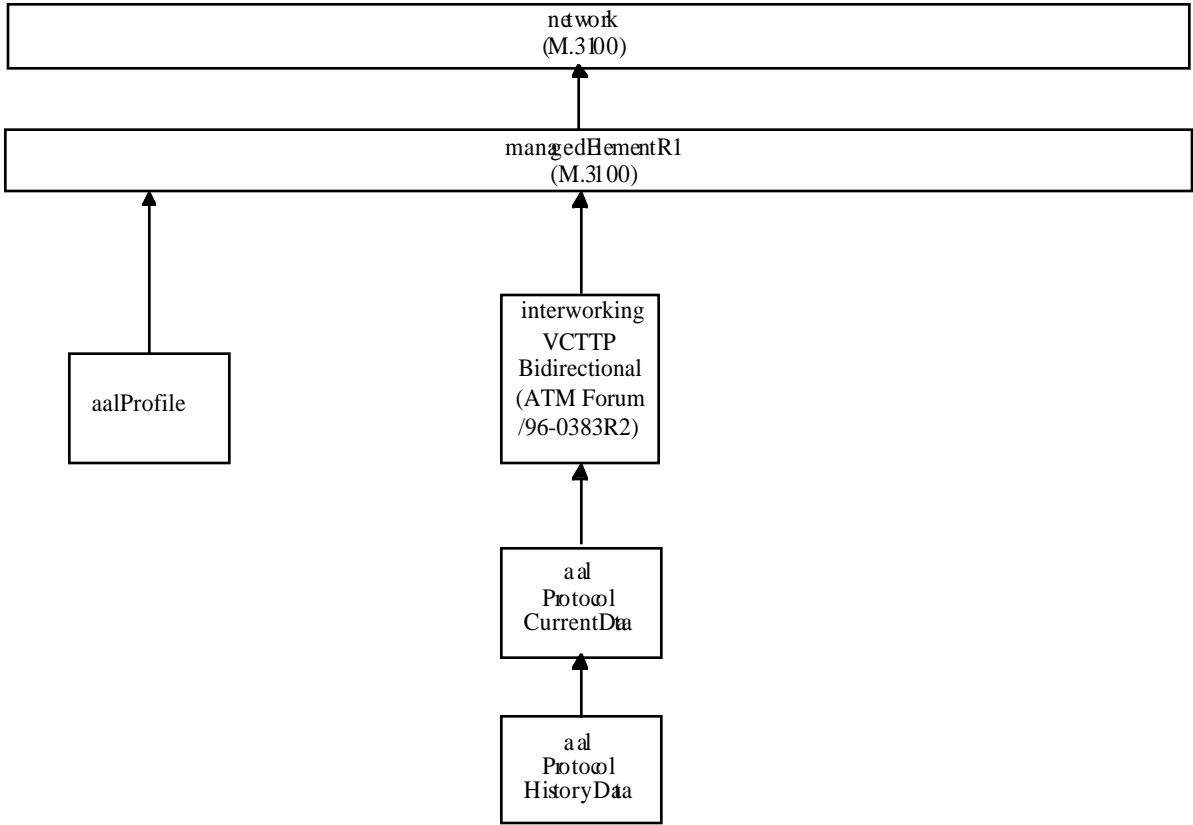 network
(M.3100)
managedElementR1
(M.3100)
interworking
VCTTP
Bidirectional
(ATM Forum
/96-0383R2)
aalProfile
aal
Protocol
CurrentData
aal
Protocol
HistoryData